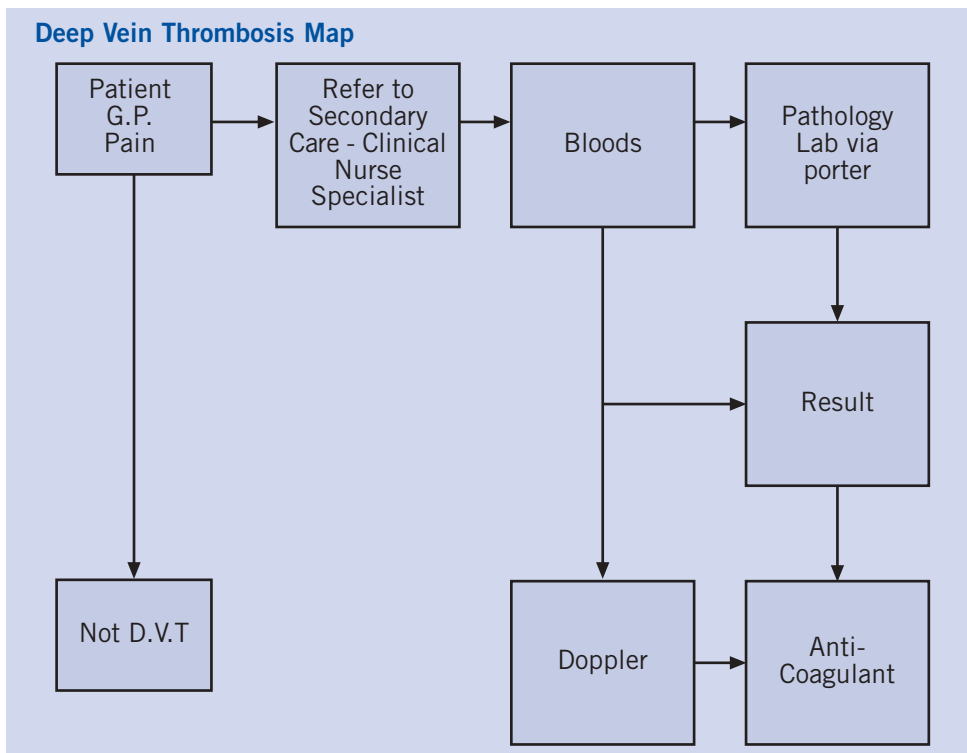 Deep Vein Thrombosis Map
Patient
G.P.
Pain
Refer to
Secondary
Care - Clinical
Nurse
Specialist
Bloods
Pathology
Lab via
porter
Result
Not D.V.T
Doppler
Anti-
Coagulant